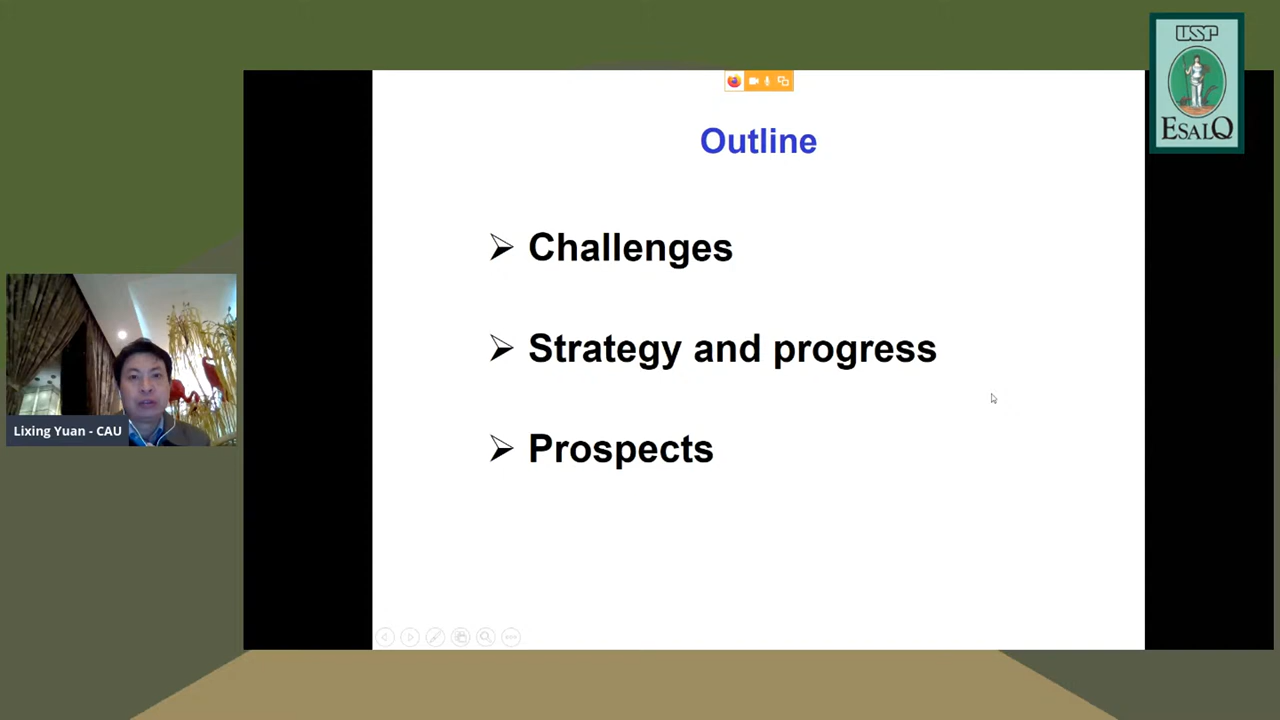 USP
ESALQ
Outline
Challenges
Strategy and progress
Prospects
Lixing Yuan - CAU